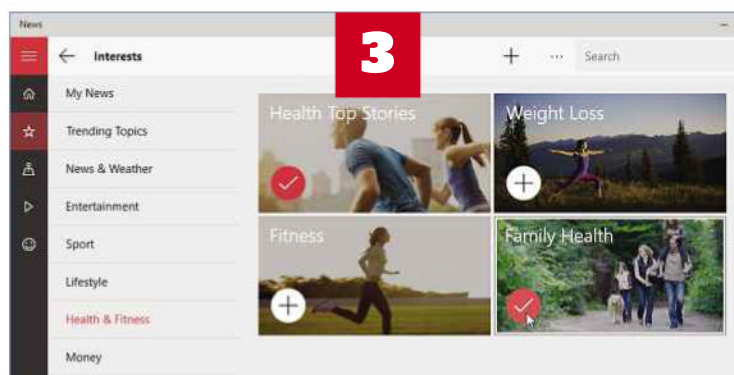 News
3
Interests
Search
My News
Trending Topics
News & Weather
Entertainment
Sport
Lifestyle
Health & Fitness
Money
Health Top Stories
Weight Loss
Fitness
Family Health